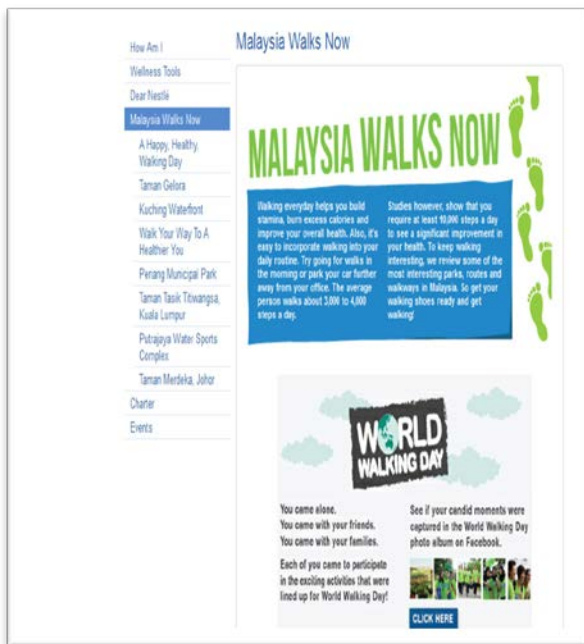 How Am I
Wellness Tools
Dear Nestlé
Malaysia Walks Now
A Happy, Healthy,
Walking Day
Taman Gelora
Kuching Waterfront
Walk Your Way To A
Healthier You
Penang Municipal Park
Taman Tasik Titiwangsa,
Kuala Lumpur
Putrajaya Water Sports
Complex
Taman Merdeka, Johor
Charter
Events
Malaysia Walks Now
MALAYSIA WALKS NOW
Walking everyday helps you build
stamina, burn excess calories and
improve your overall health. Also, it's
easy to incorporate walking into your
daily routine. Try going for walks in
the morning or park your car further
away from your office. The average
person walks about 3,000 to 4,000
steps a day.
Studies however, show that you
require at least 10,000 steps a day
to see a significant improvement in
your health. To keep walking
interesting, we review some of the
most interesting parks, routes and
walkways in Malaysia. So get your
walking shoes ready and get
walking!
WORLD
WALKING DAY
You came alone.
You came with your friends.
You came with your families.
Each of you came to participate
in the exciting activities that were
lined up for World Walking Day!
See if your candid moments were
captured in the World Walking Day
photo album on Facebook.
CLICK HERE